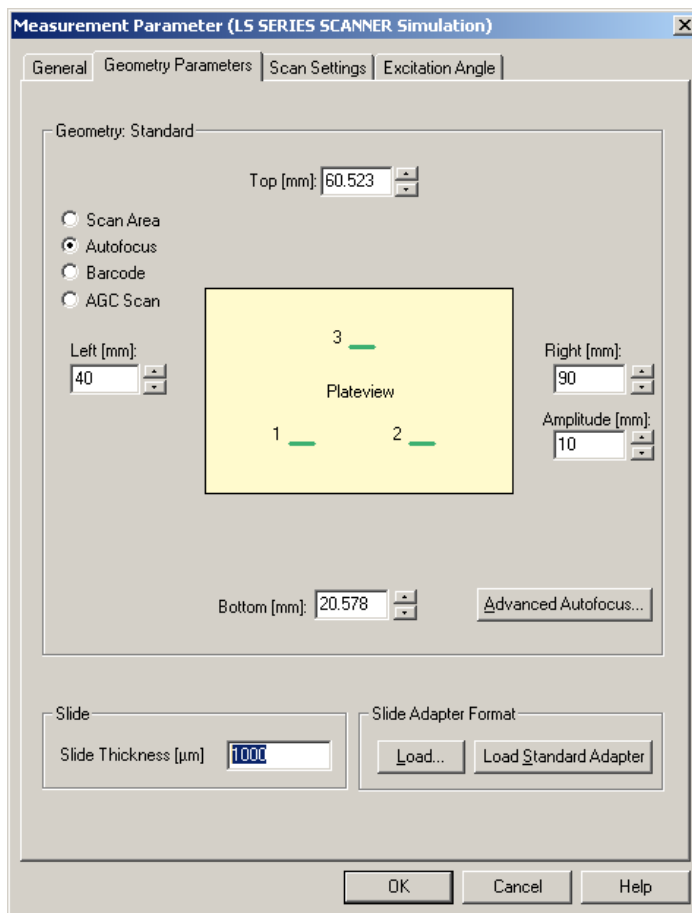 Measurement Parameter (LS SERIES SCANNER Simulation)
General Geometry Parameters Scan Settings Excitation Angle
Geometry: Standard
Top [mm]: 60.523
Scan Area
Autofocus
Barcode
AGC Scan
Left [mm]:
40
3
Plateview
1 2
Right [mm]:
90
Amplitude [mm]:
10
Bottom [mm]: 20.578
Advanced Autofocus...
Slide
Slide Thickness [µm] 1000
Slide Adapter Format
Load... Load Standard Adapter
OK Cancel Help